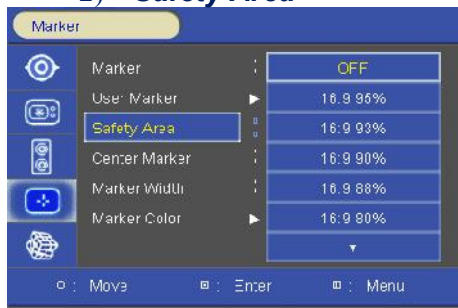 2) Safety Area
Marker
Marker : OFF
User Marker ▶ 16:9 95%
Safety Area 16:9 93%
Center Marker : 16:9 90%
Marker Width : 16:9 88%
Marker Color ▶ 16:9 80%
▼
: Move : Enter : Menu